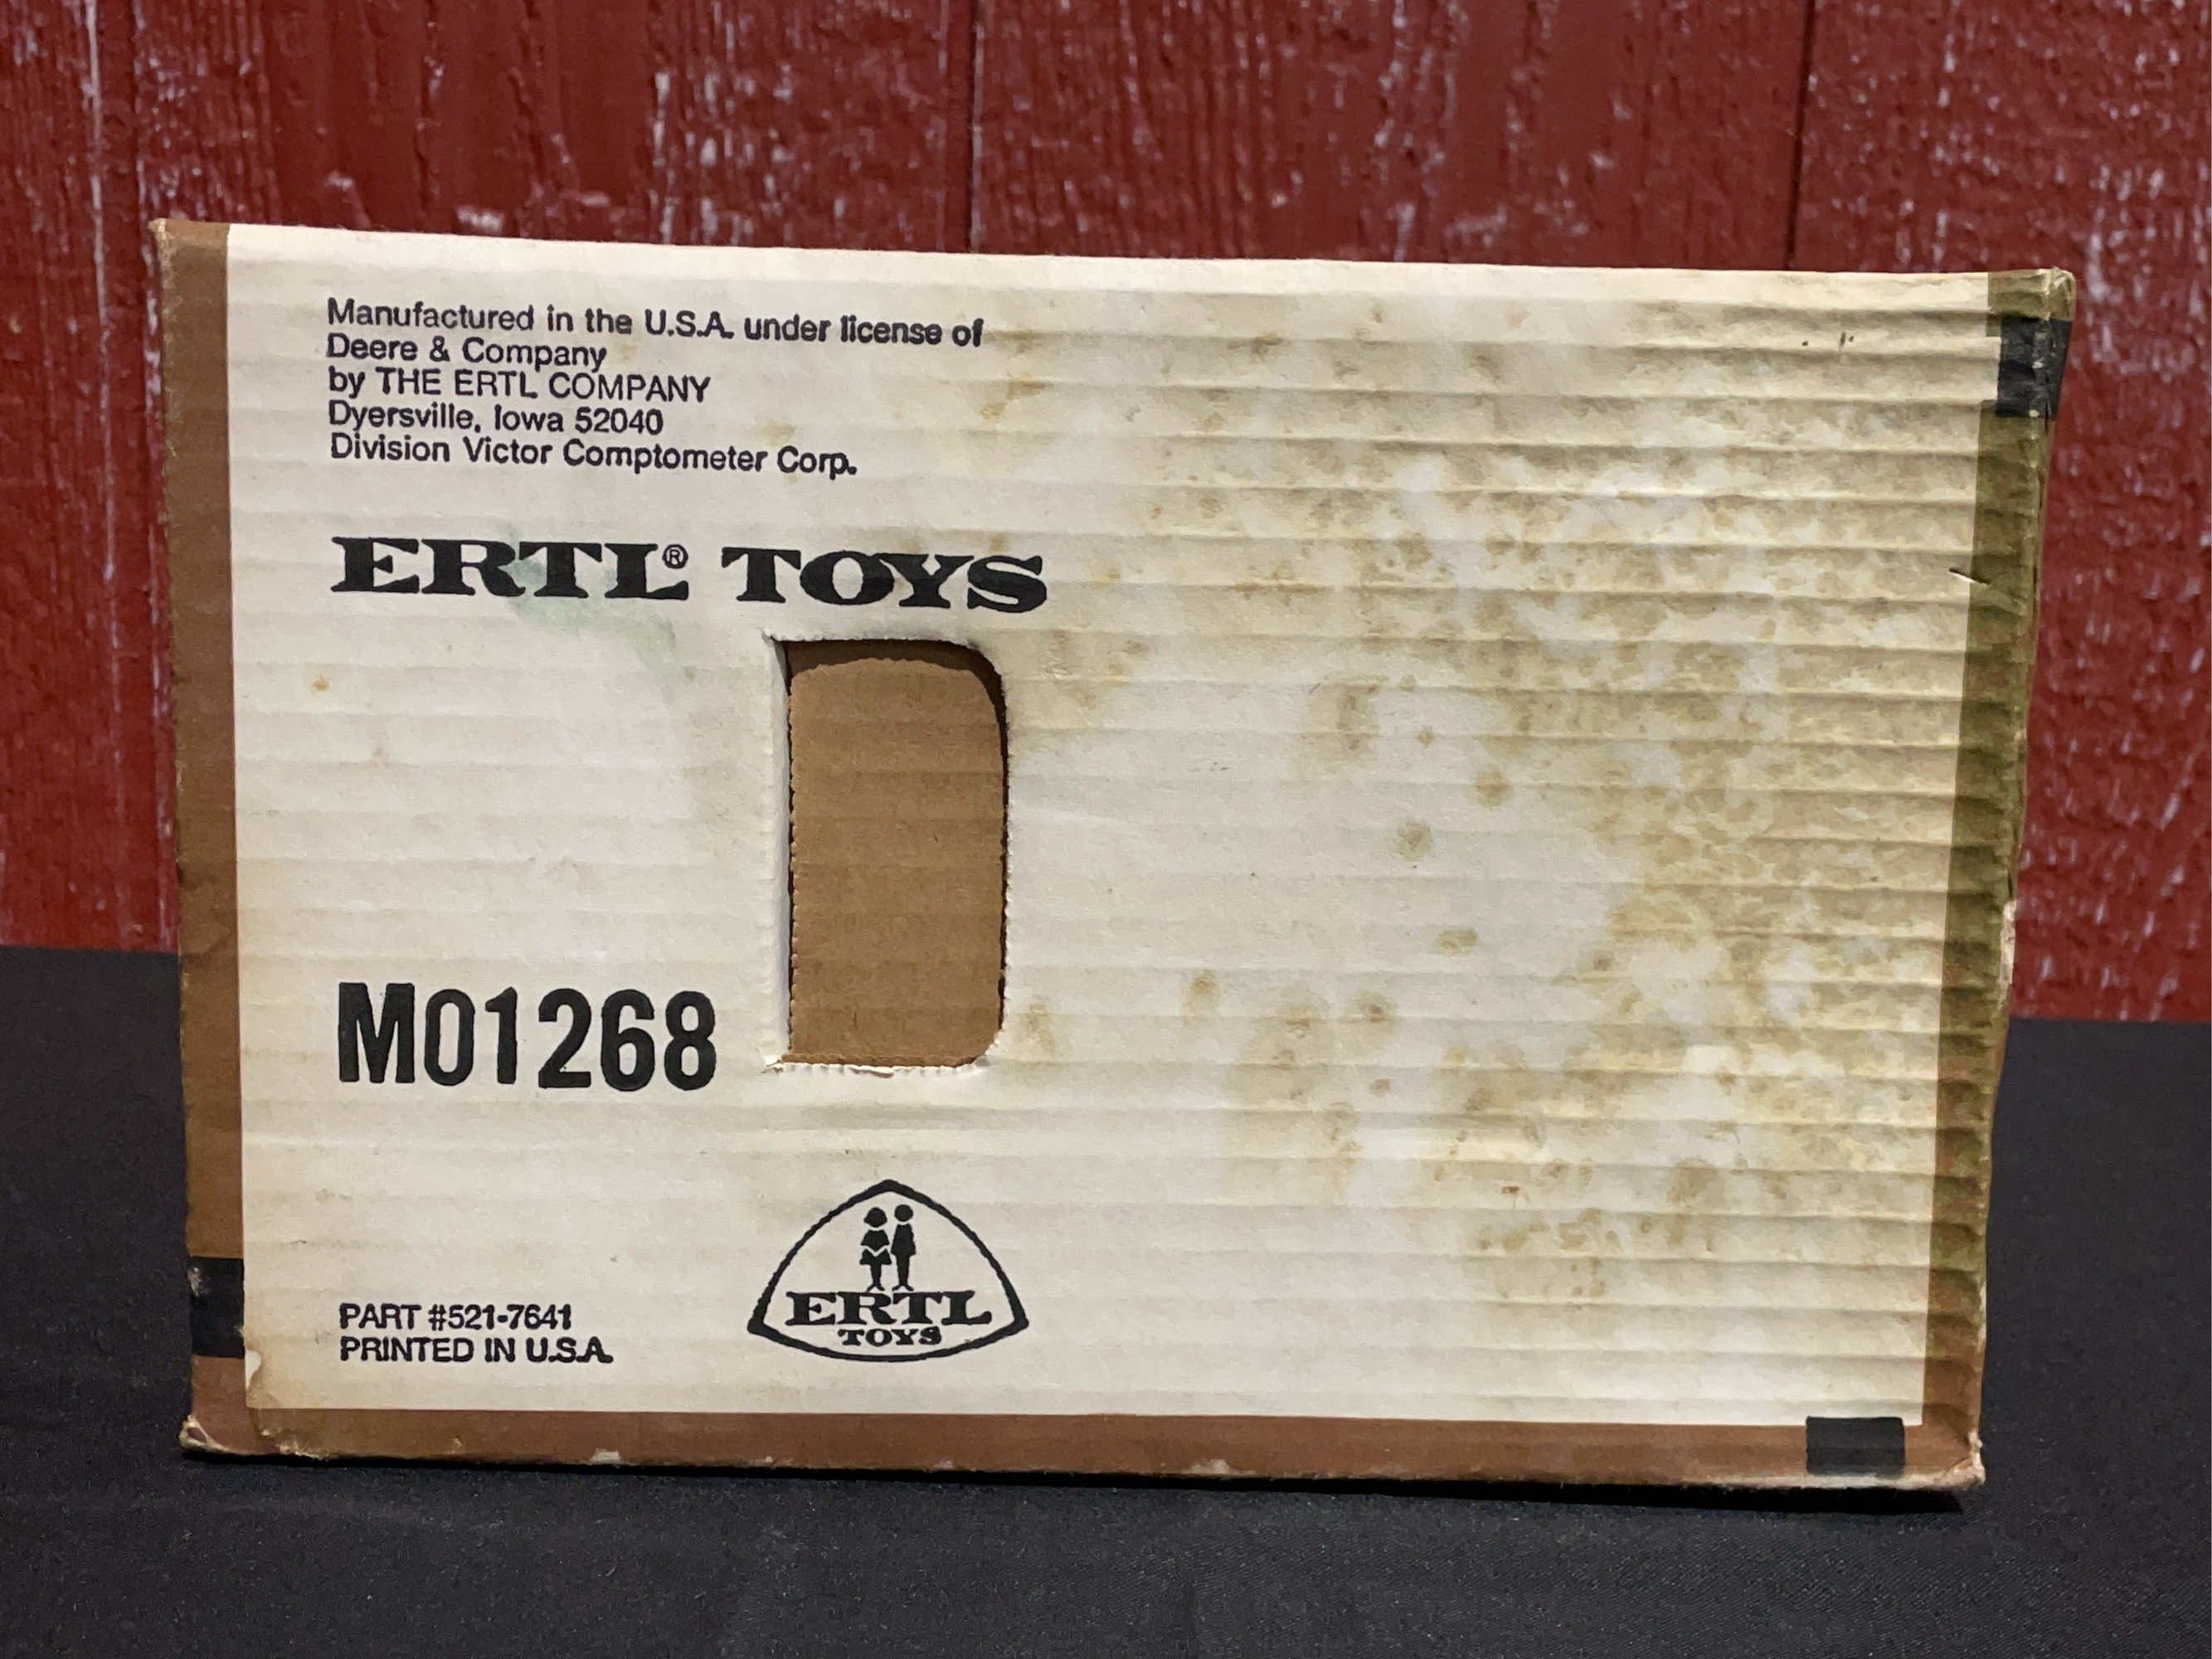 Manufactured in the U.S.A. under license of
Deere & Company
by THE ERTL COMPANY
Dyersville, Iowa 52040
Division Victor Comptometer Corp.
ERTL® TOYS
M01268
PART #521-7641
PRINTED IN U.S.A.
ERTL
TOYS